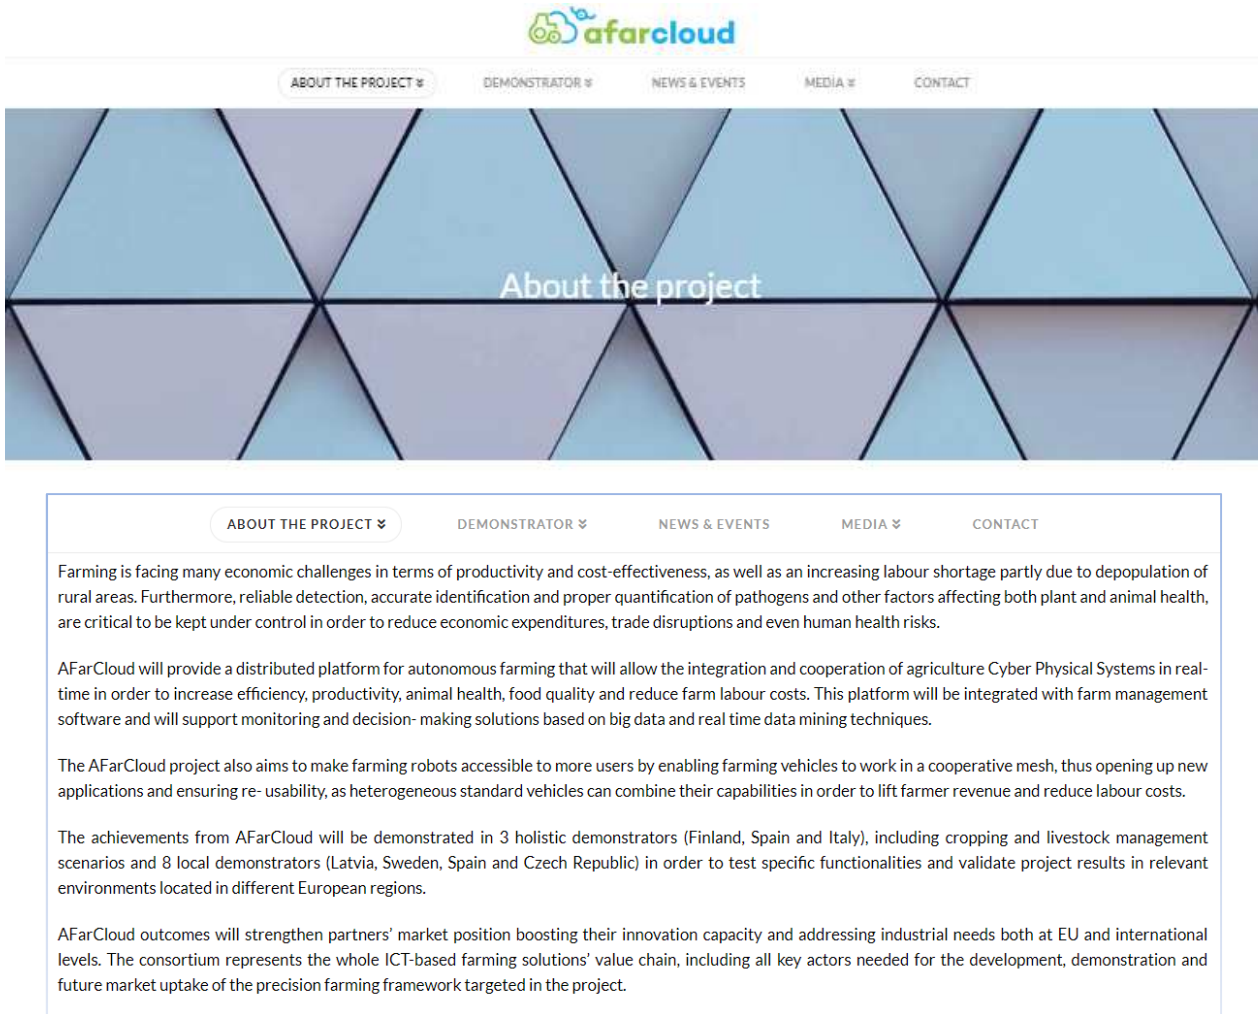 afarcloud
ABOUT THE PROJECT DEMONSTRATOR NEWS & EVENTS MEDIA CONTACT
About the project
ABOUT THE PROJECT DEMONSTRATOR NEWS & EVENTS MEDIA CONTACT
Farming is facing many economic challenges in terms of productivity and cost-effectiveness, as well as an increasing labour shortage partly due to depopulation of
rural areas. Furthermore, reliable detection, accurate identification and proper quantification of pathogens and other factors affecting both plant and animal health,
are critical to be kept under control in order to reduce economic expenditures, trade disruptions and even human health risks.
AFarCloud will provide a distributed platform for autonomous farming that will allow the integration and cooperation of agriculture Cyber Physical Systems in real-
time in order to increase efficiency, productivity, animal health, food quality and reduce farm labour costs. This platform will be integrated with farm management
software and will support monitoring and decision- making solutions based on big data and real time data mining techniques.
The AFarCloud project also aims to make farming robots accessible to more users by enabling farming vehicles to work in a cooperative mesh, thus opening up new
applications and ensuring re- usability, as heterogeneous standard vehicles can combine their capabilities in order to lift farmer revenue and reduce labour costs.
The achievements from AFarCloud will be demonstrated in 3 holistic demonstrators (Finland, Spain and Italy), including cropping and livestock management
scenarios and 8 local demonstrators (Latvia, Sweden, Spain and Czech Republic) in order to test specific functionalities and validate project results in relevant
environments located in different European regions.
AFarCloud outcomes will strengthen partners' market position boosting their innovation capacity and addressing industrial needs both at EU and international
levels. The consortium represents the whole ICT-based farming solutions' value chain, including all key actors needed for the development, demonstration and
future market uptake of the precision farming framework targeted in the project.